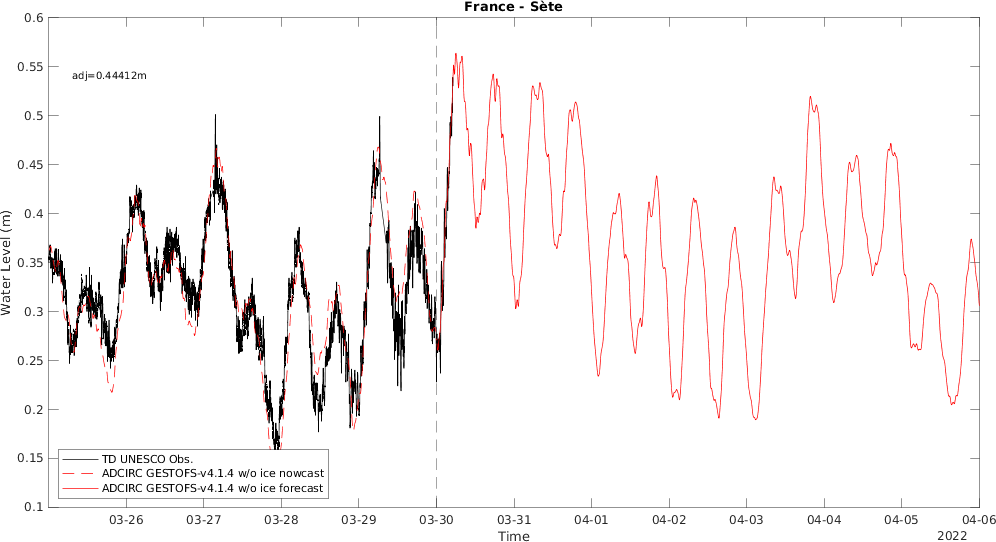 France - Sète
0.6
0.55
0.5
0.45
0.4
0.35
0.3
0.25
0.2
0.15
0.1
Water Level (m)
adj=0.44412m
TD UNESCO Obs.
ADCIRC GESTOFS-v4.1.4 w/o ice nowcast
ADCIRC GESTOFS-v4.1.4 w/o ice forecast
03-26 03-27 03-28 03-29 03-30 03-31 04-01 04-02 04-03 04-04 04-05 04-06
Time
2022